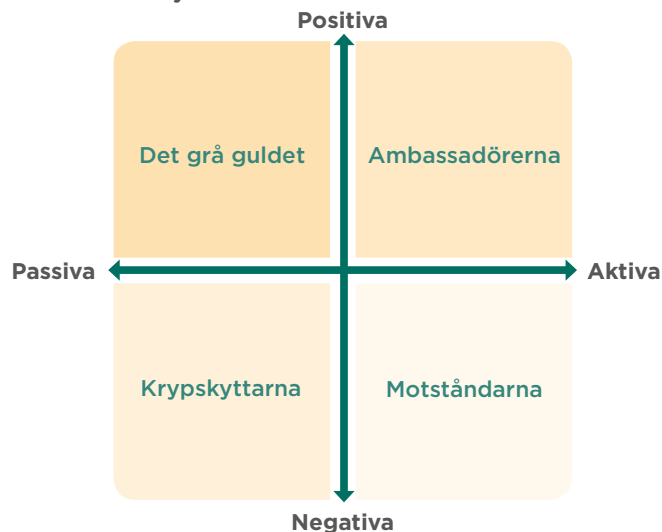 Positiva
Det grå guldet
Ambassadörerna
Passiva
Aktiva
Krypskyttarna
Motståndarna
Negativa